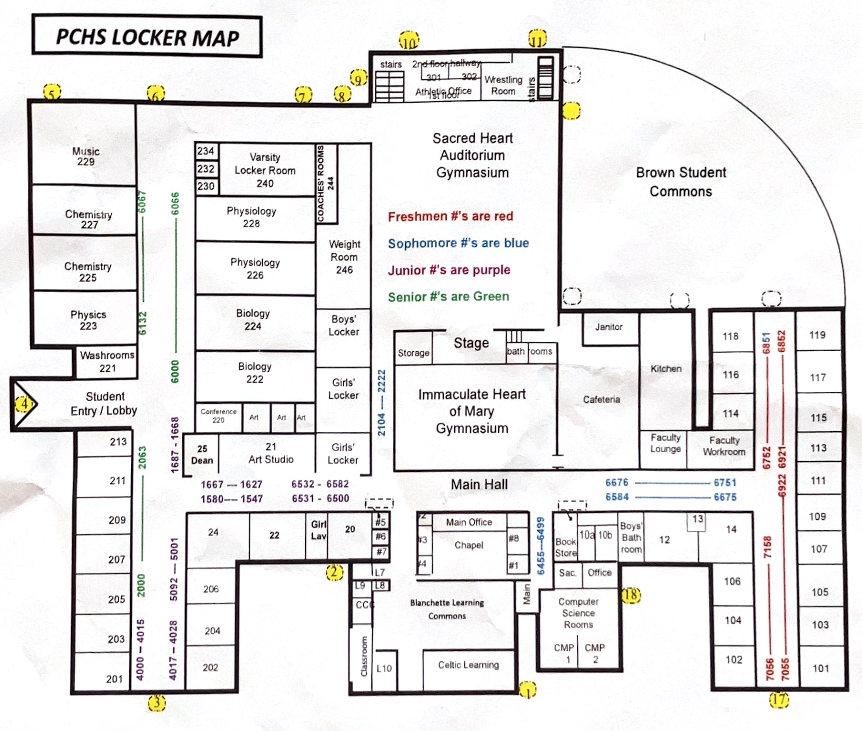 PCHS LOCKER MAP
10
11
9
5
6
7
8
stairs
2nd floor hallway
301
302
Athletic Office
1st floor
Wrestling
Room
stairs
Music
229
Chemistry
227
Chemistry
225
Physics
223
Washrooms
221
Student
Entry / Lobby
4
6067
6132
6066
6000
234
232
230
Varsity
Locker Room
240
COACHES' ROOMS
244
Physiology
228
Physiology
226
Biology
224
Biology
222
Conference
220
Art
Art
Art
Weight
Room
246
Boys'
Locker
Girls'
Locker
Girls'
Locker
25
Dean
21
Art Studio
Sacred Heart
Auditorium
Gymnasium
Freshmen #'s are red
Sophomore #'s are blue
Junior #'s are purple
Senior #'s are Green
Brown Student
Commons
Storage
Stage
bath rooms
Immaculate Heart
of Mary
Gymnasium
2104 - 2222
Janitor
Cafeteria
Kitchen
Faculty
Lounge
Faculty
Workroom
118
116
114
6851
6852
6752
6921
6922
7158
7056
7055
119
117
115
113
111
109
107
105
103
101
213
211
209
207
205
203
201
2063
2000
1687 - 1668
5092 -- 5001
4000 -- 4015
4017 -- 4028
1667 -- 1627
6532 - 6582
1580 --- 1547
6531 - 6500
Main Hall
6676
6751
6584
6675
24
22
Girl
Lav
20
#5
#6
#7
L7
L9
L8
206
204
202
2
3
#2
#3
#4
Main Office
Chapel
#8
#1
6455---6499
Main
Blanchette Learning
Commons
CCC
Classroom
L10
Celtic Learning
1
Book
Store
10a
10b
Boys'
Bath
room
12
13
14
Sac.
Office
Computer
Science
Rooms
CMP
1
CMP
2
18
106
104
102
17